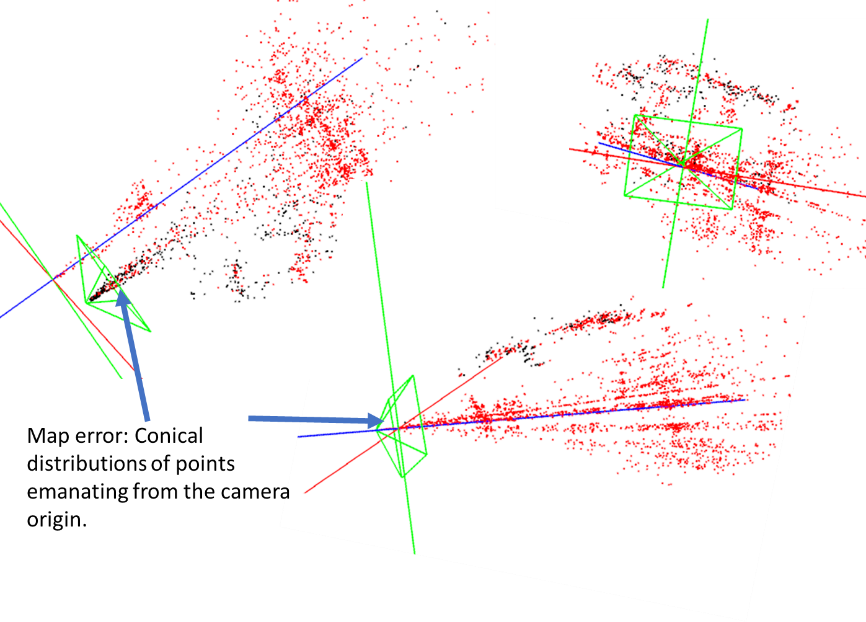 Map error: Conical
distributions of points
emanating from the camera
origin.